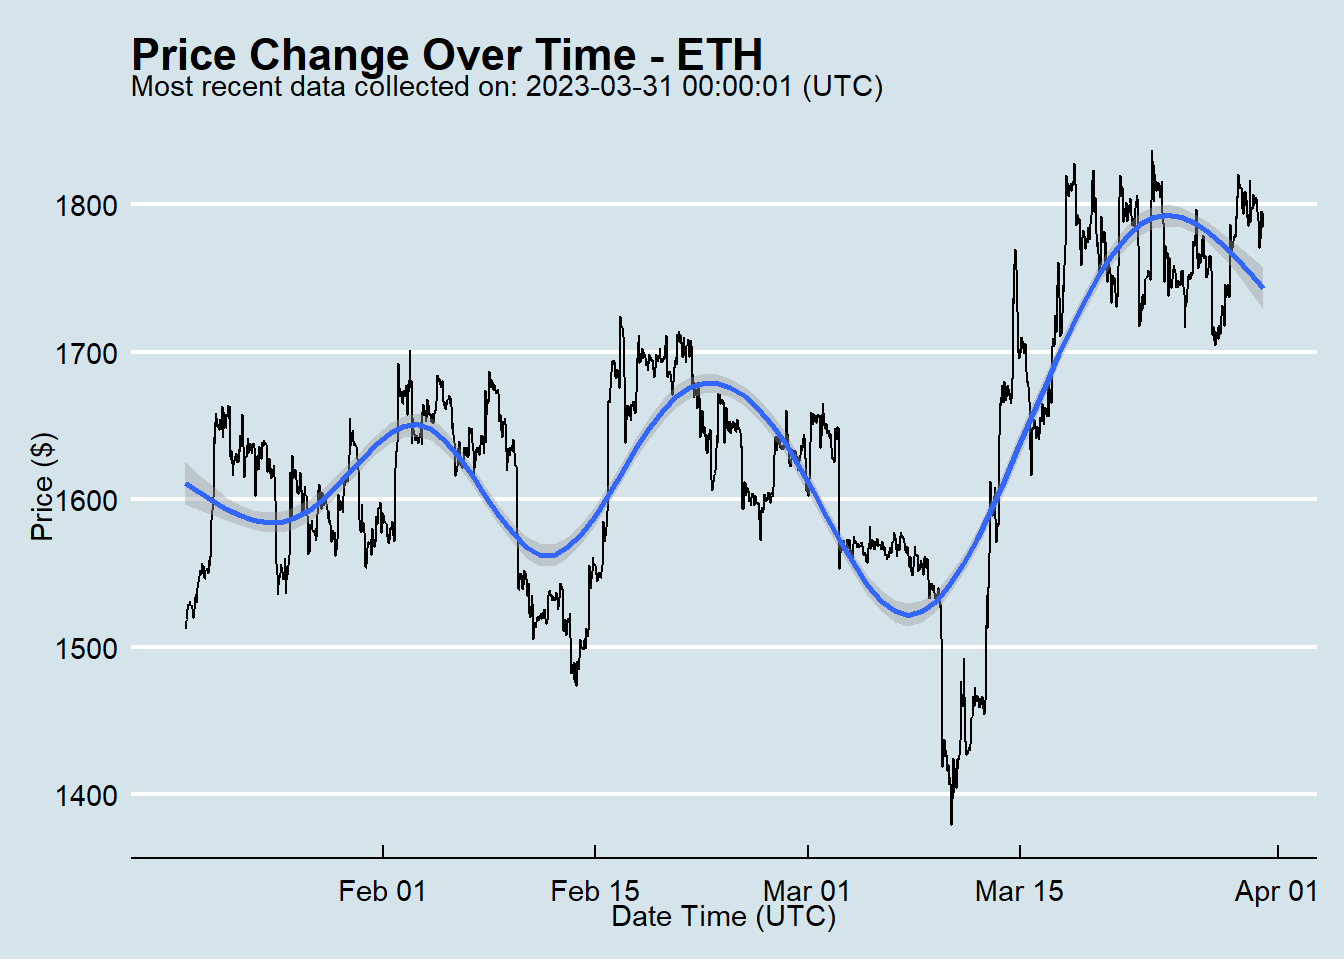 Price Change Over Time - ETH
Most recent data collected on: 2023-03-31 00:00:01 (UTC)
Price ($)
1800
1700
1600
1500
1400
Feb 01 Feb 15 Mar 01 Mar 15 Apr 01
Date Time (UTC)